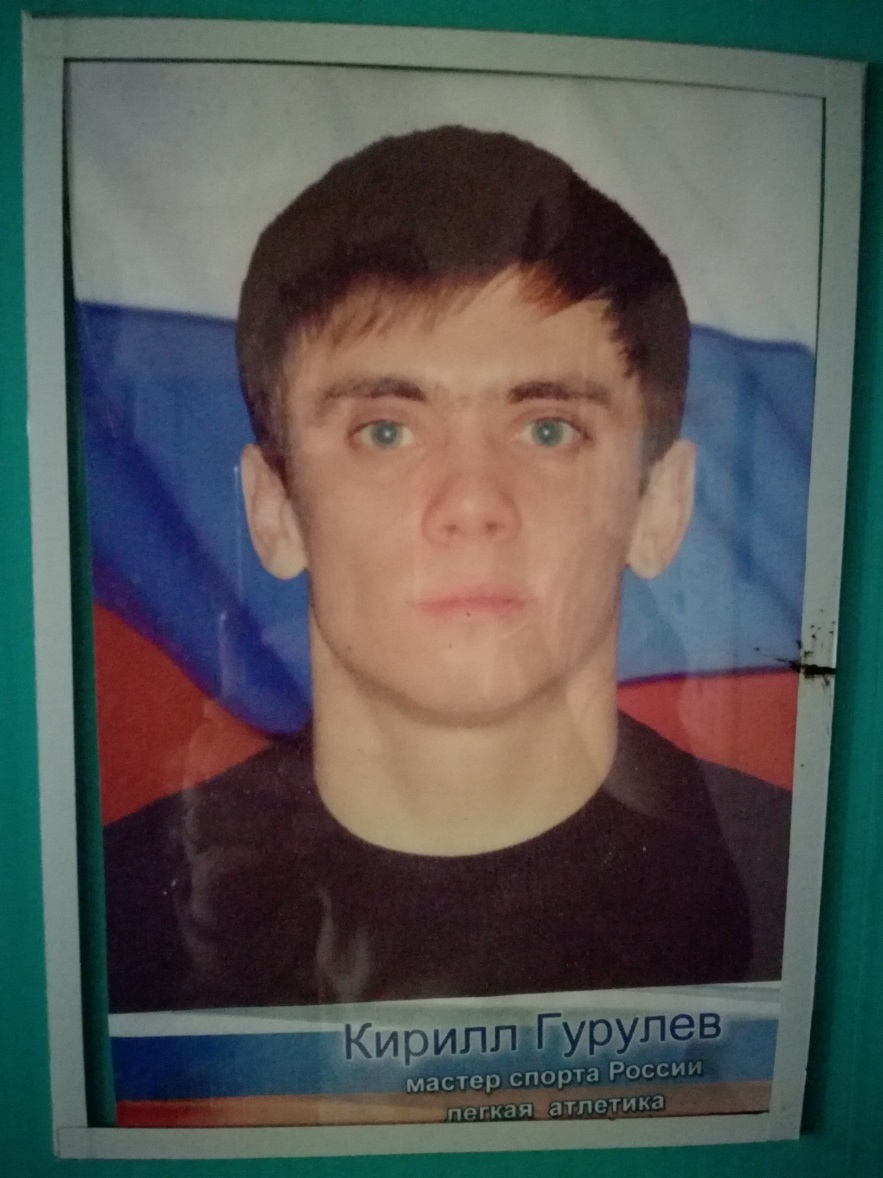 Кирилл Гурулев
мастер спорта России
легкая атлетика